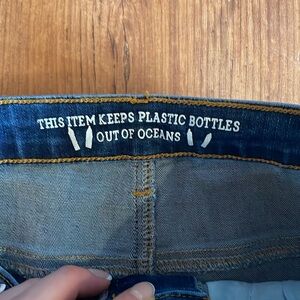 THIS ITEM KEEPS PLASTIC BOTTLES
OUT OF OCEANS